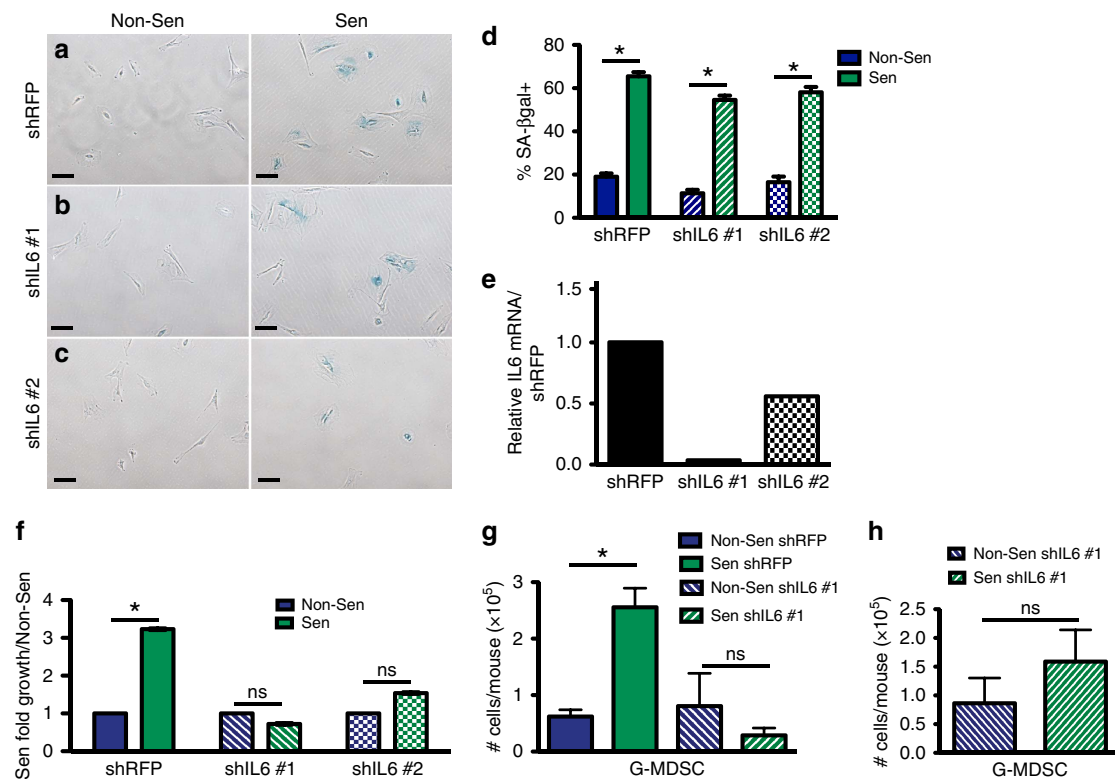 Non-Sen
Sen
a
shRFP
b
shIL6 #1
c
shIL6 #2
d
% SA-βgal+
80
60
40
20
0
*
*
*
Non-Sen
Sen
shRFP
shIL6 #1
shIL6 #2
e
Relative IL6 mRNA/
shRFP
1.5
1.0
0.5
0.0
shRFP
shIL6 #1
shIL6 #2
f
Sen fold growth/Non-Sen
4
3
2
1
0
*
ns
ns
Non-Sen
Sen
shRFP
shIL6 #1
shIL6 #2
g
Non-Sen shRFP
Sen shRFP
Non-Sen shIL6 #1
Sen shIL6 #1
# cells/mouse (×10⁵)
3
2
1
0
*
ns
G-MDSC
h
Non-Sen shIL6 #1
Sen shIL6 #1
# cells/mouse (×10⁵)
2.5
2.0
1.5
1.0
0.5
0.0
ns
G-MDSC